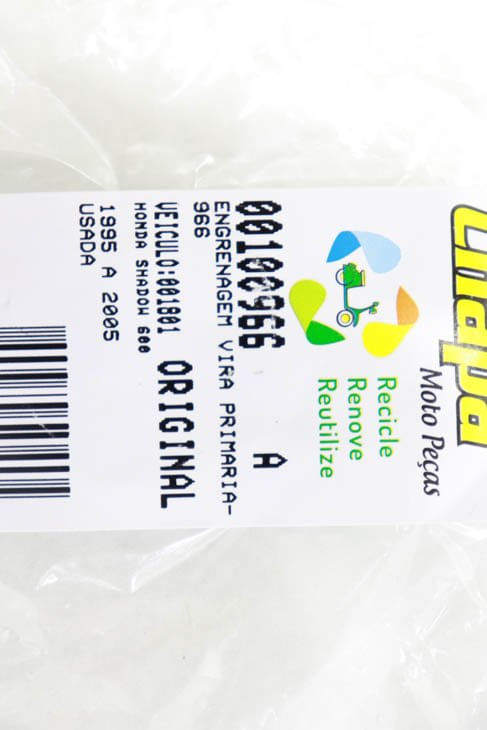 Chapa
Moto Peças
Recicle
Renove
Reutilize
00100966 A
ENGRENAGEM VIRA PRIMARIA-
966
VEICULO:001801 ORIGINAL
HONDA SHADOW 600
1995 A 2005
USADA